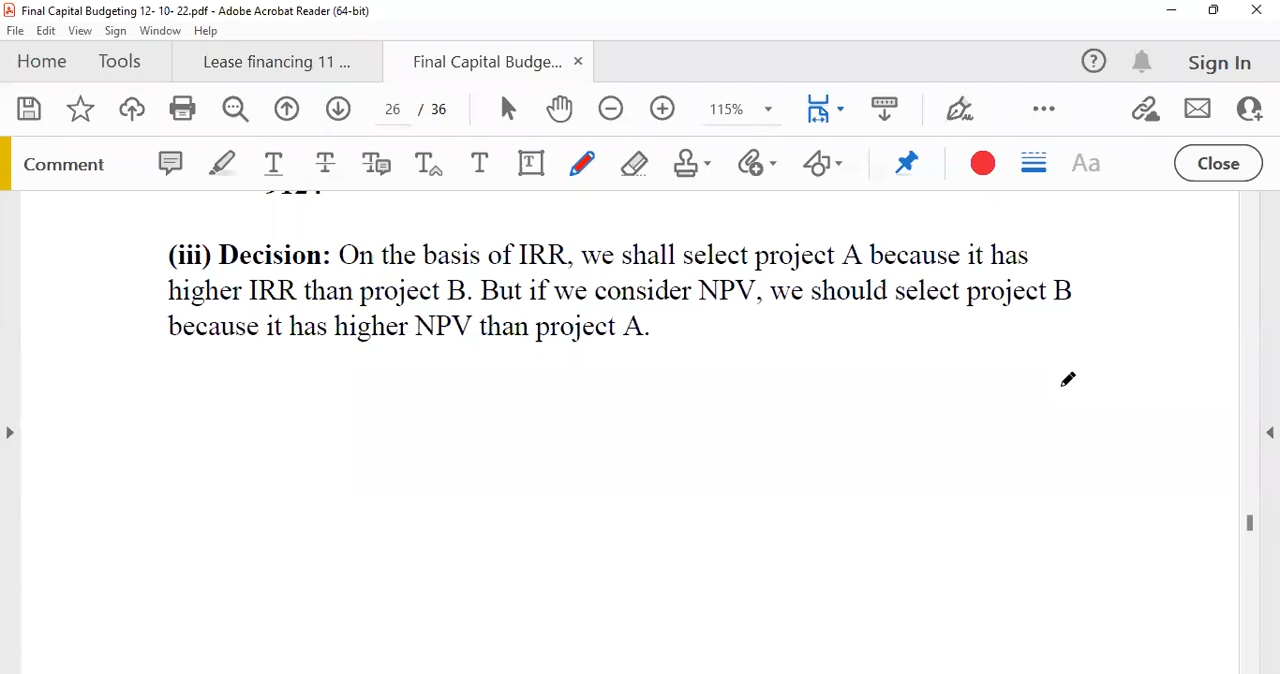 Final Capital Budgeting 12- 10- 22.pdf - Adobe Acrobat Reader (64-bit)
File Edit View Sign Window Help
Home Tools Lease financing 11 ... Final Capital Budge... Sign In
26 / 36 115%
Comment Aa Close
(iii) Decision: On the basis of IRR, we shall select project A because it has
higher IRR than project B. But if we consider NPV, we should select project B
because it has higher NPV than project A.